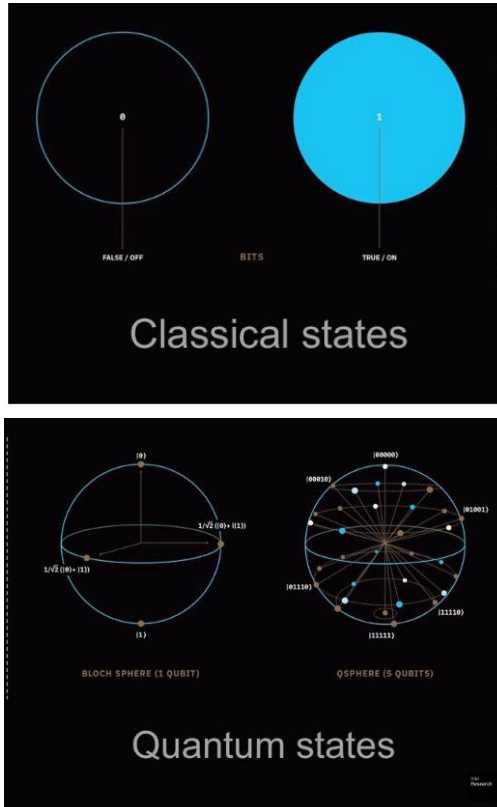 0
1
FALSE / OFF
BITS
TRUE / ON
Classical states
|0⟩
1/√2 (|0⟩+ i|1⟩)
1/√2 (|0⟩+ |1⟩)
|1⟩
|00000⟩
|00010⟩
|01001⟩
|01110⟩
|11110⟩
|11111⟩
BLOCH SPHERE (1 QUBIT)
QSPHERE (5 QUBITS)
Quantum states
Research